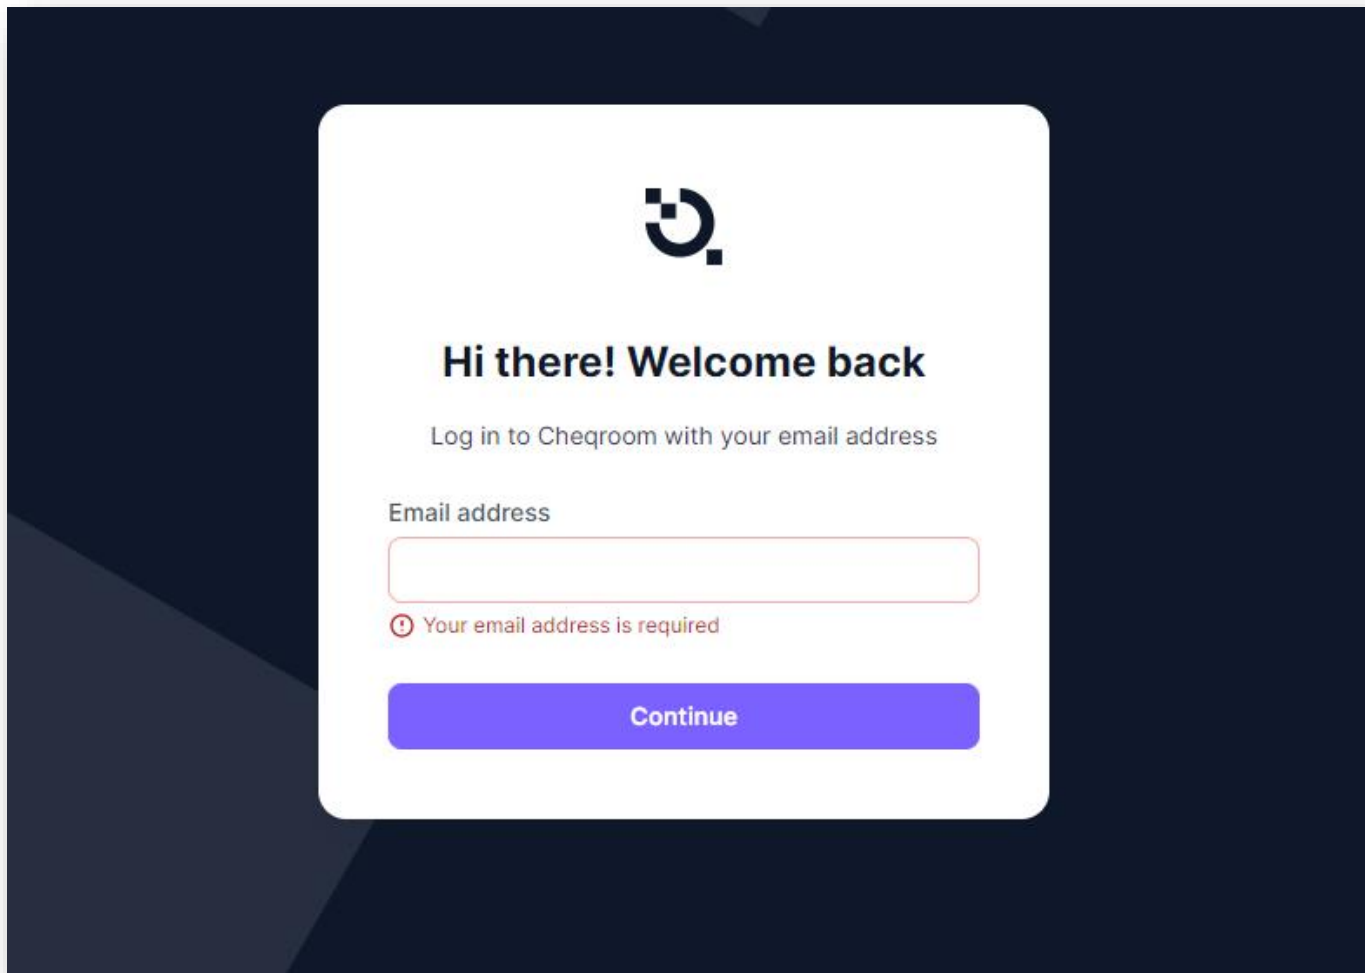 Hi there! Welcome back
Log in to Cheqroom with your email address
Email address
Your email address is required
Continue